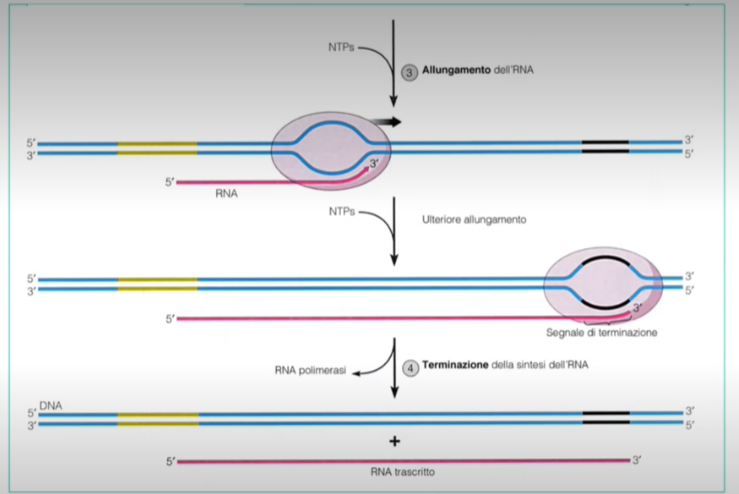 NTPs
3 Allungamento dell'RNA
5' 3'
3' 5'
3'
5'
RNA
NTPs
Ulteriore allungamento
5' 3'
3' 5'
3'
5'
Segnale di terminazione
RNA polimerasi
4 Terminazione della sintesi dell'RNA
DNA
5' 3'
3' 5'
+
5' 3'
RNA trascritto